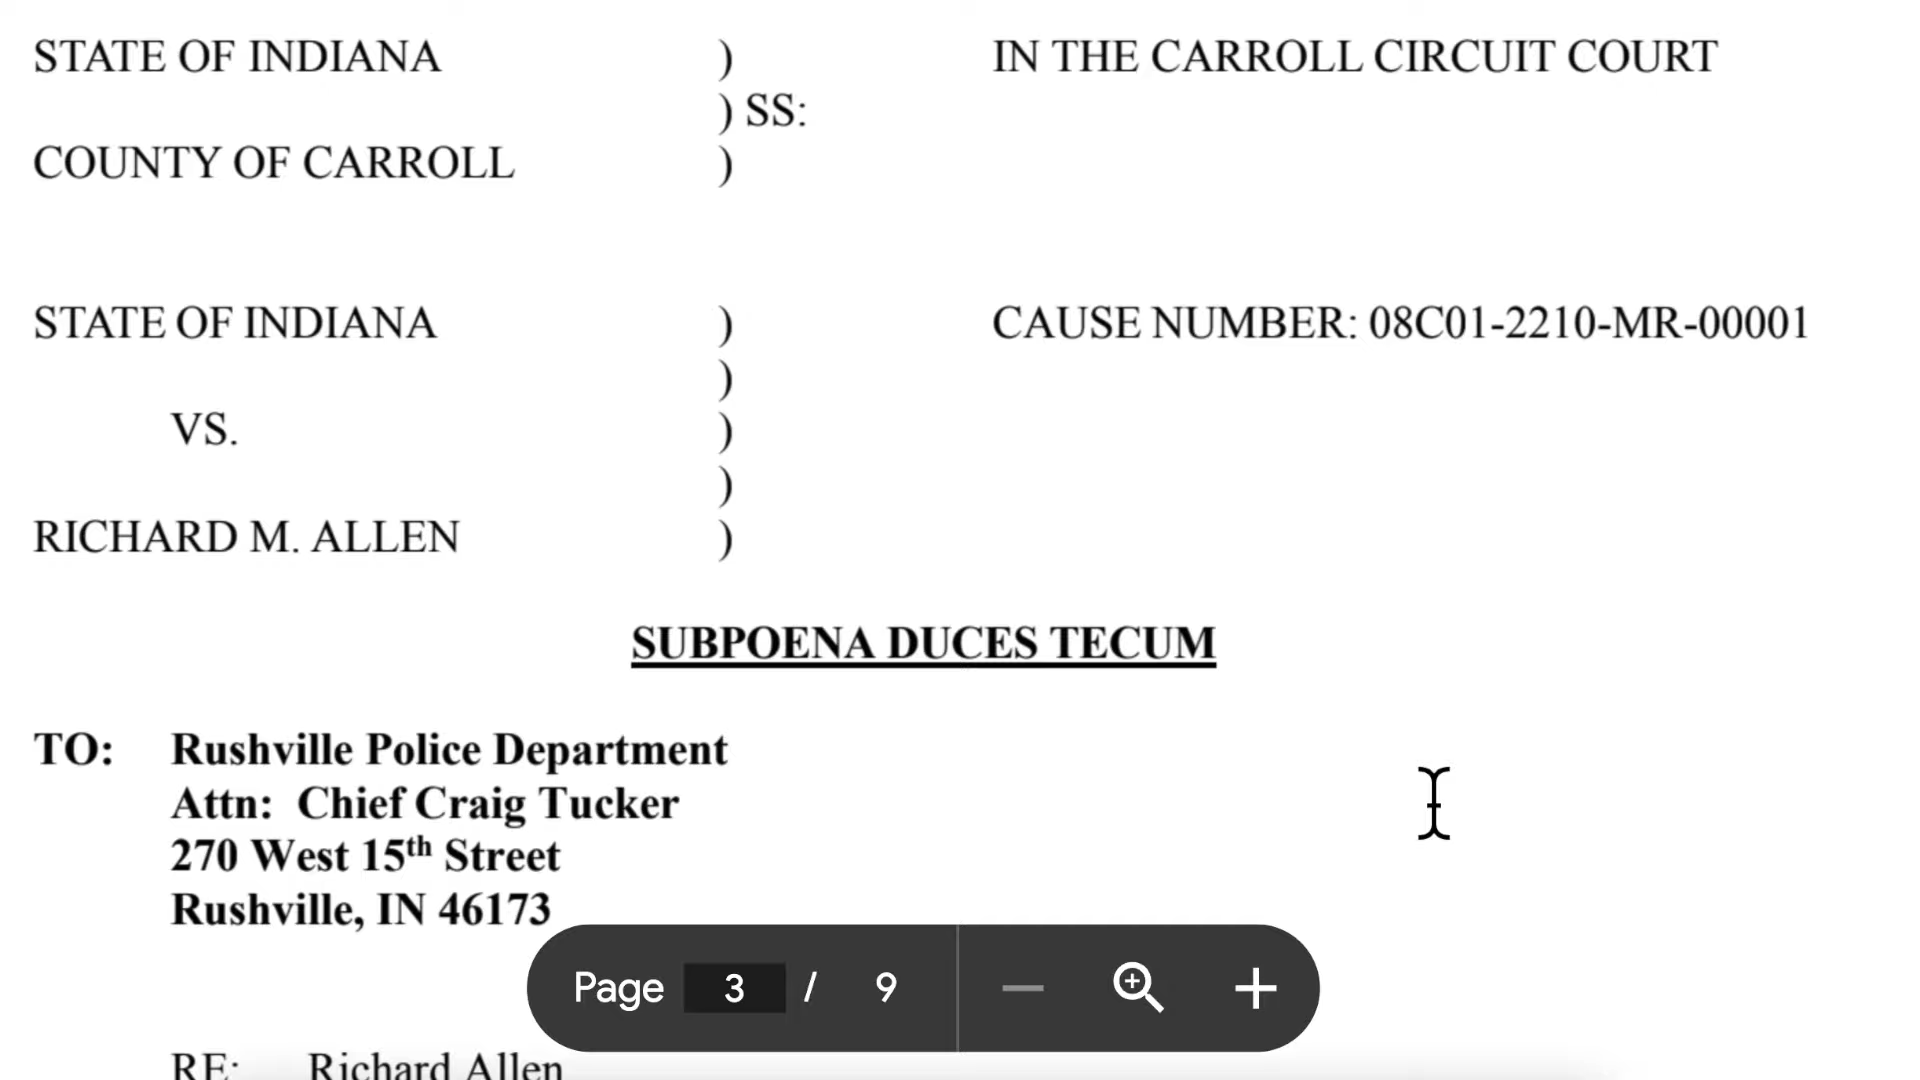 STATE OF INDIANA ) IN THE CARROLL CIRCUIT COURT
) SS:
COUNTY OF CARROLL )
STATE OF INDIANA ) CAUSE NUMBER: 08C01-2210-MR-00001
)
VS. )
)
RICHARD M. ALLEN )
SUBPOENA DUCES TECUM
TO: Rushville Police Department
Attn: Chief Craig Tucker
270 West 15th Street
Rushville, IN 46173
Page 3 / 9
RE: Richard Allen